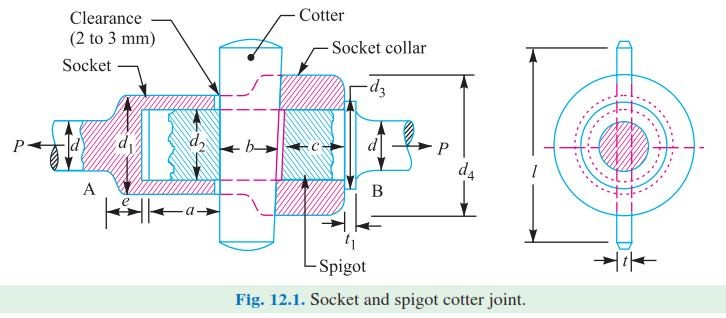 Clearance
(2 to 3 mm)
Socket
Cotter
Socket collar
d3
P
d
d1
d2
b
c
d
P
d4
l
A
B
e
a
t1
t
Spigot
Fig. 12.1. Socket and spigot cotter joint.